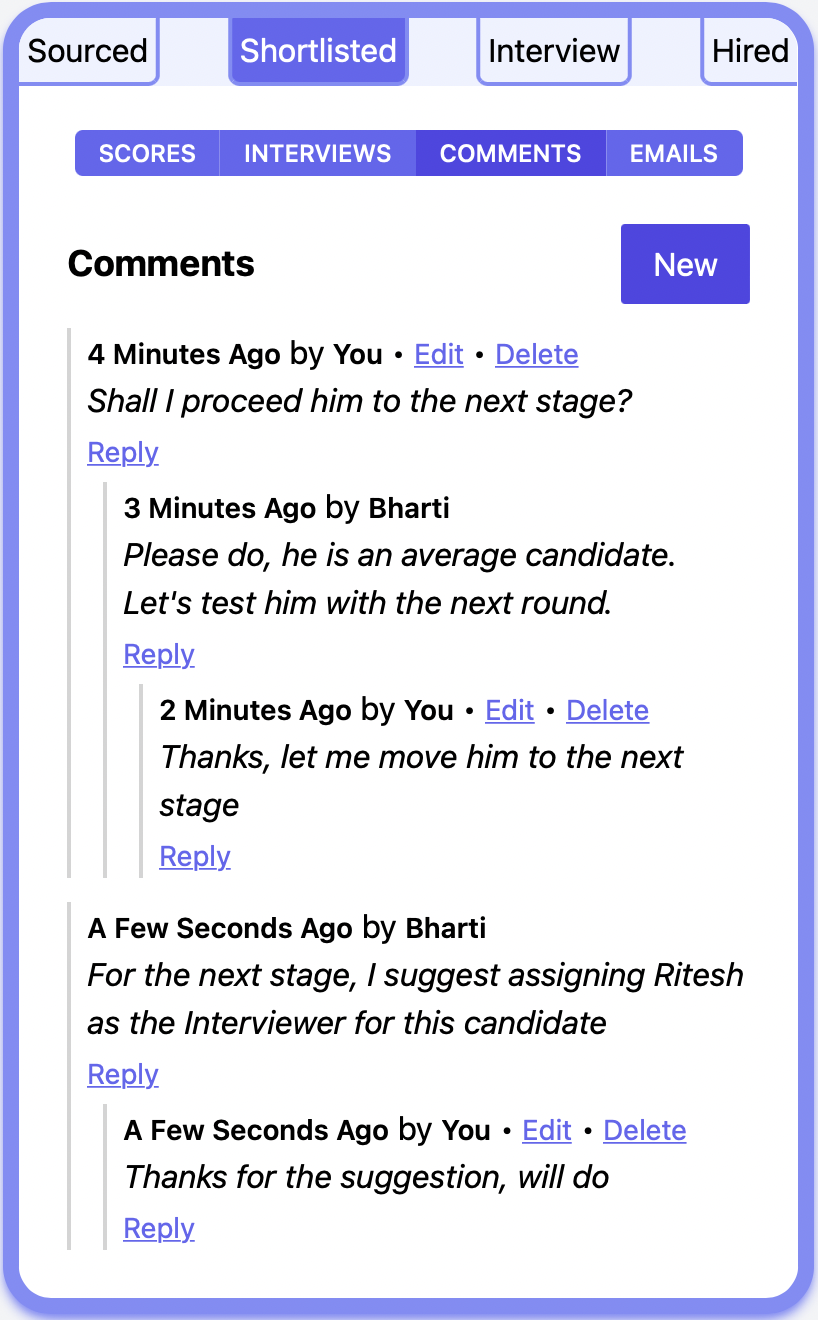 Sourced Shortlisted Interview Hired
SCORES INTERVIEWS COMMENTS EMAILS
Comments New
4 Minutes Ago by You • Edit • Delete
Shall I proceed him to the next stage?
Reply
3 Minutes Ago by Bharti
Please do, he is an average candidate.
Let's test him with the next round.
Reply
2 Minutes Ago by You • Edit • Delete
Thanks, let me move him to the next
stage
Reply
A Few Seconds Ago by Bharti
For the next stage, I suggest assigning Ritesh
as the Interviewer for this candidate
Reply
A Few Seconds Ago by You • Edit • Delete
Thanks for the suggestion, will do
Reply